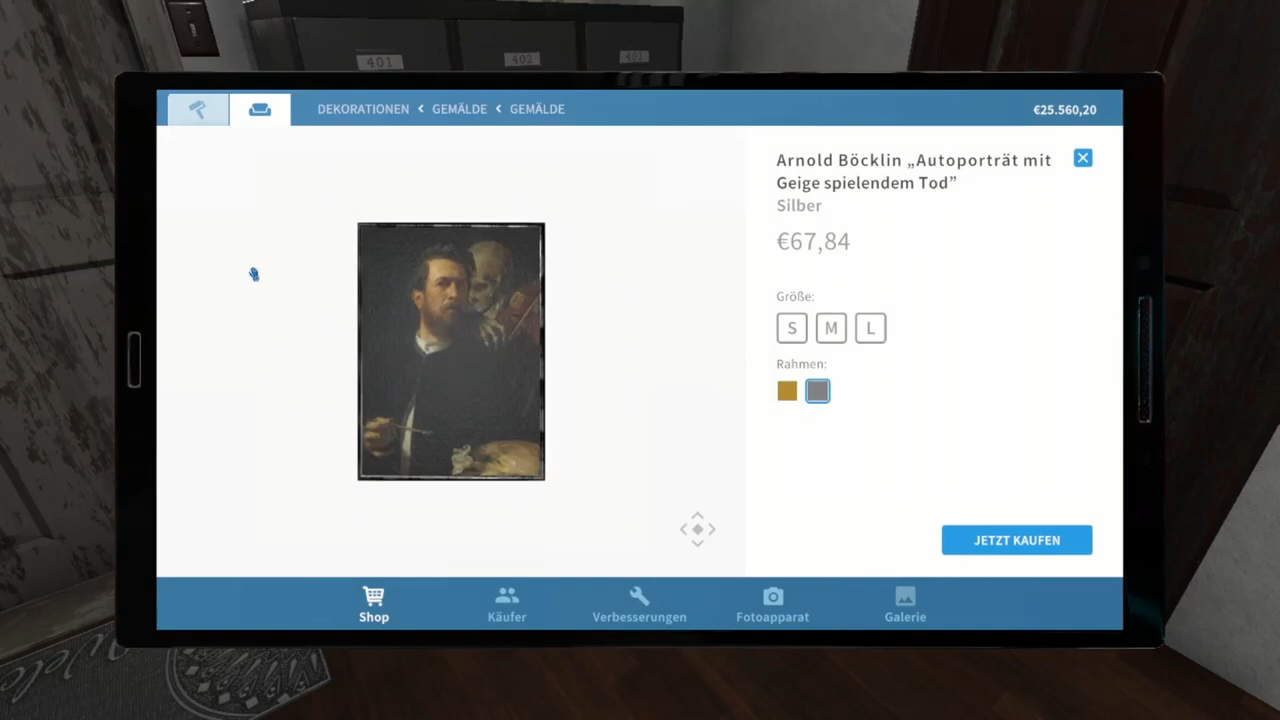 401
402
403
DEKORATIONEN < GEMÄLDE < GEMÄLDE
€25.560,20
Arnold Böcklin „Autoporträt mit
Geige spielendem Tod”
Silber
€67,84
Größe:
S M L
Rahmen:
JETZT KAUFEN
Shop
Käufer
Verbesserungen
Fotoapparat
Galerie